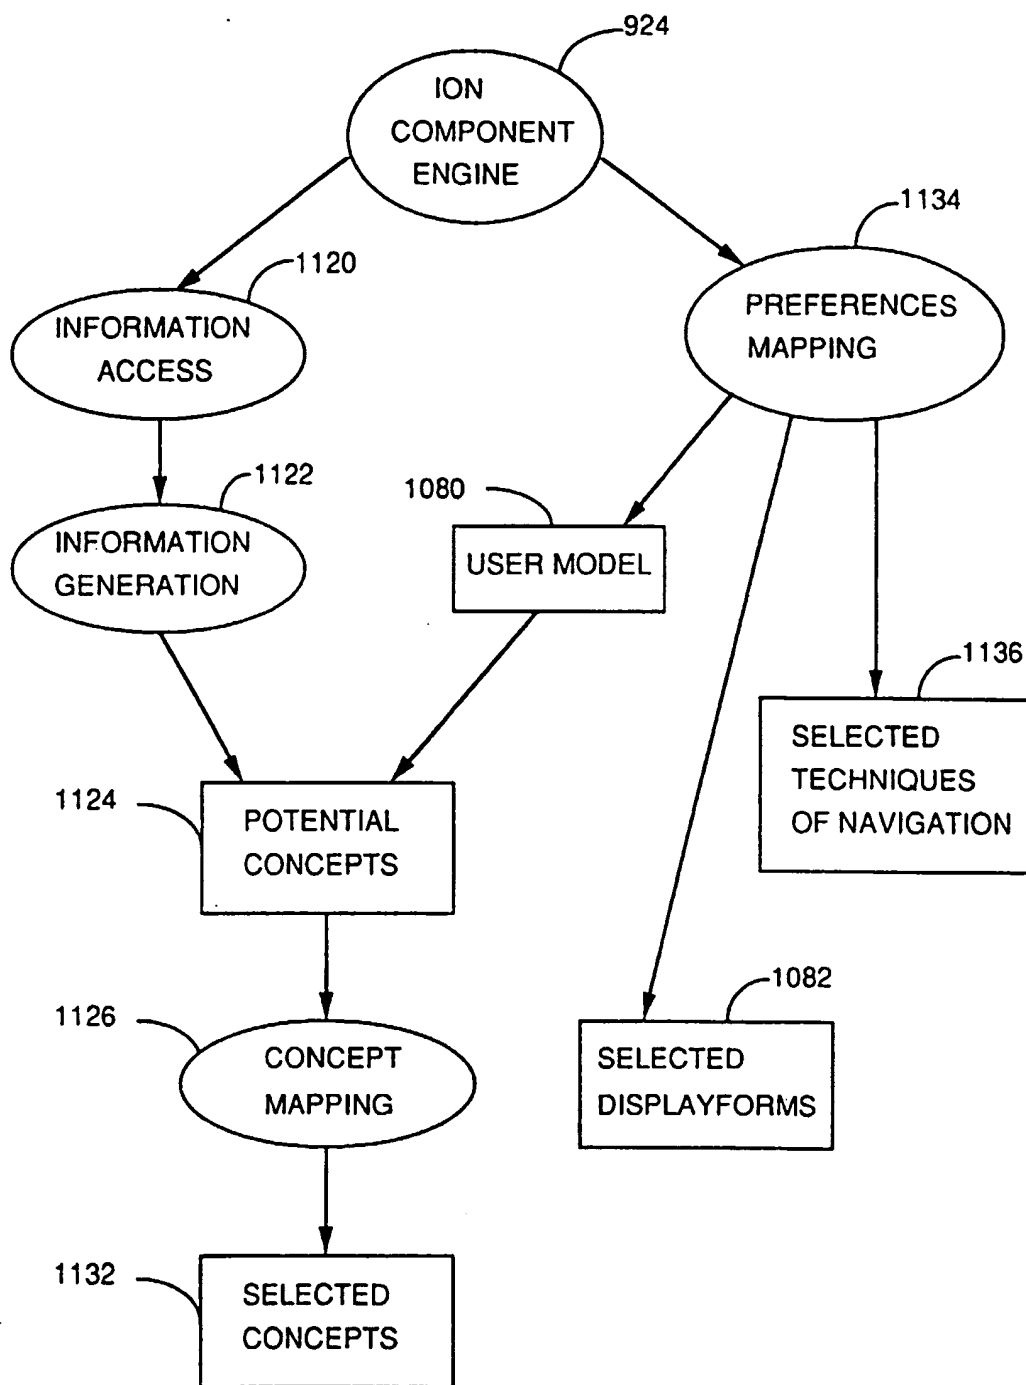 924
ION
COMPONENT
ENGINE
1134
1120
PREFERENCES
MAPPING
INFORMATION
ACCESS
1122
1080
INFORMATION
GENERATION
USER MODEL
1136
SELECTED
TECHNIQUES
OF NAVIGATION
1124
POTENTIAL
CONCEPTS
1082
1126
CONCEPT
MAPPING
SELECTED
DISPLAYFORMS
1132
SELECTED
CONCEPTS